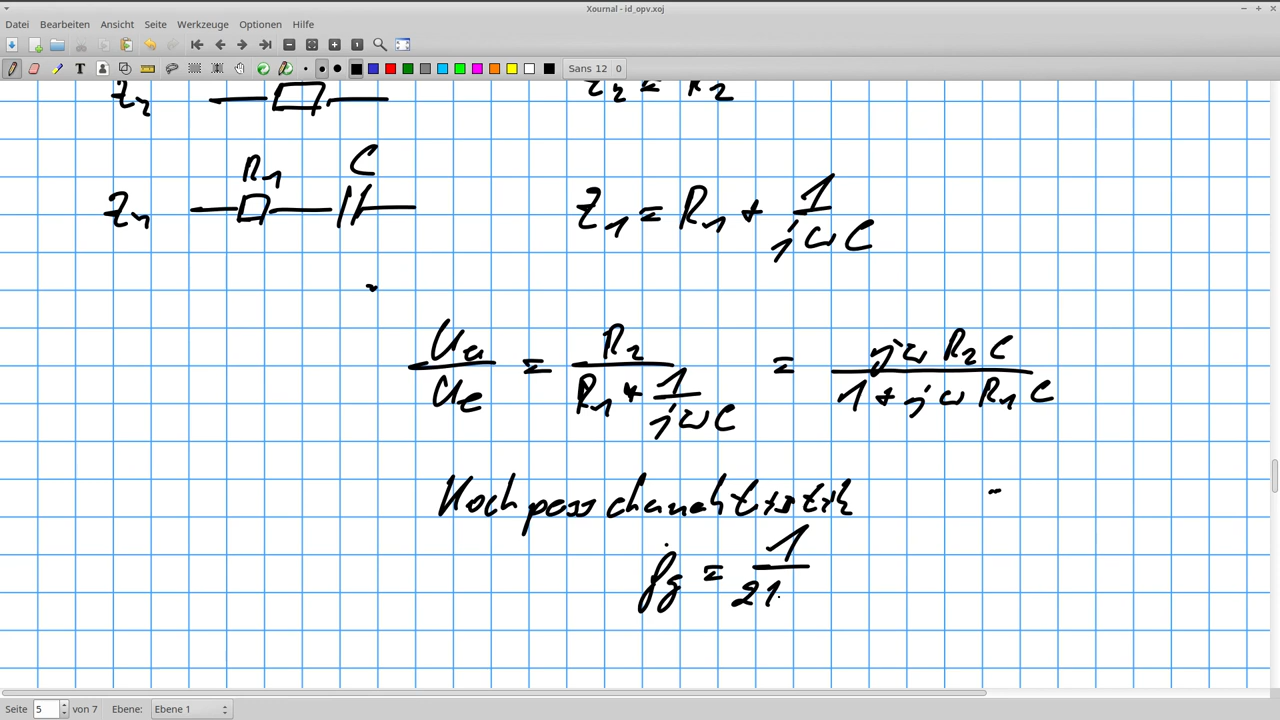 Xournal - id_opv.xoj
Datei Bearbeiten Ansicht Seite Werkzeuge Optionen Hilfe
Sans 12 0
Z₂ Z₂ = R₂
R₁ C
Z₁ Z₁ = R₁ + 1/(jωC)
Ua/Ue = R₂/(R₁ + 1/(jωC)) = jωR₂C/(1 + jωR₁C)
Hochpasscharakteristik
fg = 1/2
Seite 5 von 7 Ebene: Ebene 1